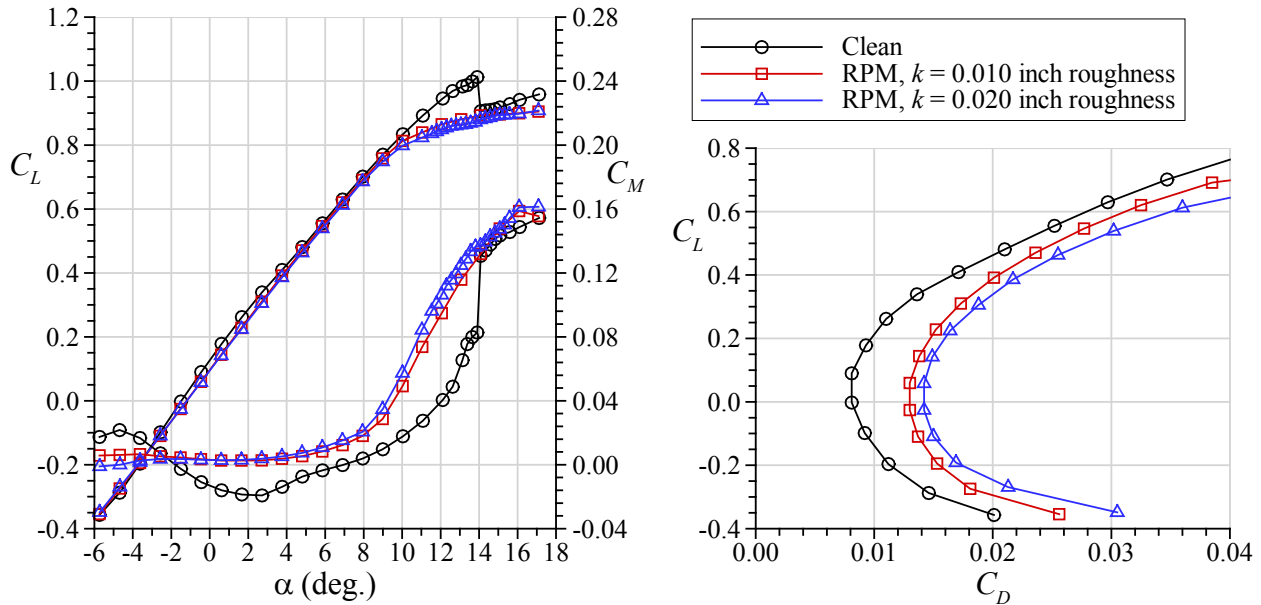 1.2
1.0
0.8
0.6
0.4
0.2
0.0
-0.2
-0.4
C_L
0.28
0.24
0.20
0.16
0.12
0.08
0.04
0.00
-0.04
C_M
-6 -4 -2 0 2 4 6 8 10 12 14 16 18
α (deg.)
Clean
RPM, k = 0.010 inch roughness
RPM, k = 0.020 inch roughness
0.8
0.6
0.4
0.2
0.0
-0.2
-0.4
C_L
0.00 0.01 0.02 0.03 0.04
C_D